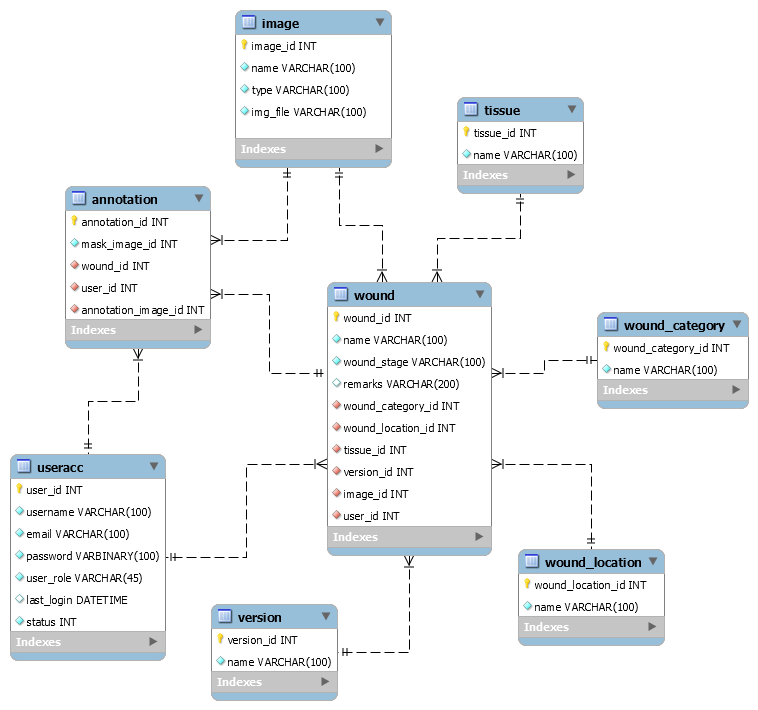 image
image_id INT
name VARCHAR(100)
type VARCHAR(100)
img_file VARCHAR(100)
Indexes
tissue
tissue_id INT
name VARCHAR(100)
Indexes
annotation
annotation_id INT
mask_image_id INT
wound_id INT
user_id INT
annotation_image_id INT
Indexes
wound
wound_id INT
name VARCHAR(100)
wound_stage VARCHAR(100)
remarks VARCHAR(200)
wound_category_id INT
wound_location_id INT
tissue_id INT
version_id INT
image_id INT
user_id INT
Indexes
wound_category
wound_category_id INT
name VARCHAR(100)
Indexes
useracc
user_id INT
username VARCHAR(100)
email VARCHAR(100)
password VARBINARY(100)
user_role VARCHAR(45)
last_login DATETIME
status INT
Indexes
wound_location
wound_location_id INT
name VARCHAR(100)
Indexes
version
version_id INT
name VARCHAR(100)
Indexes